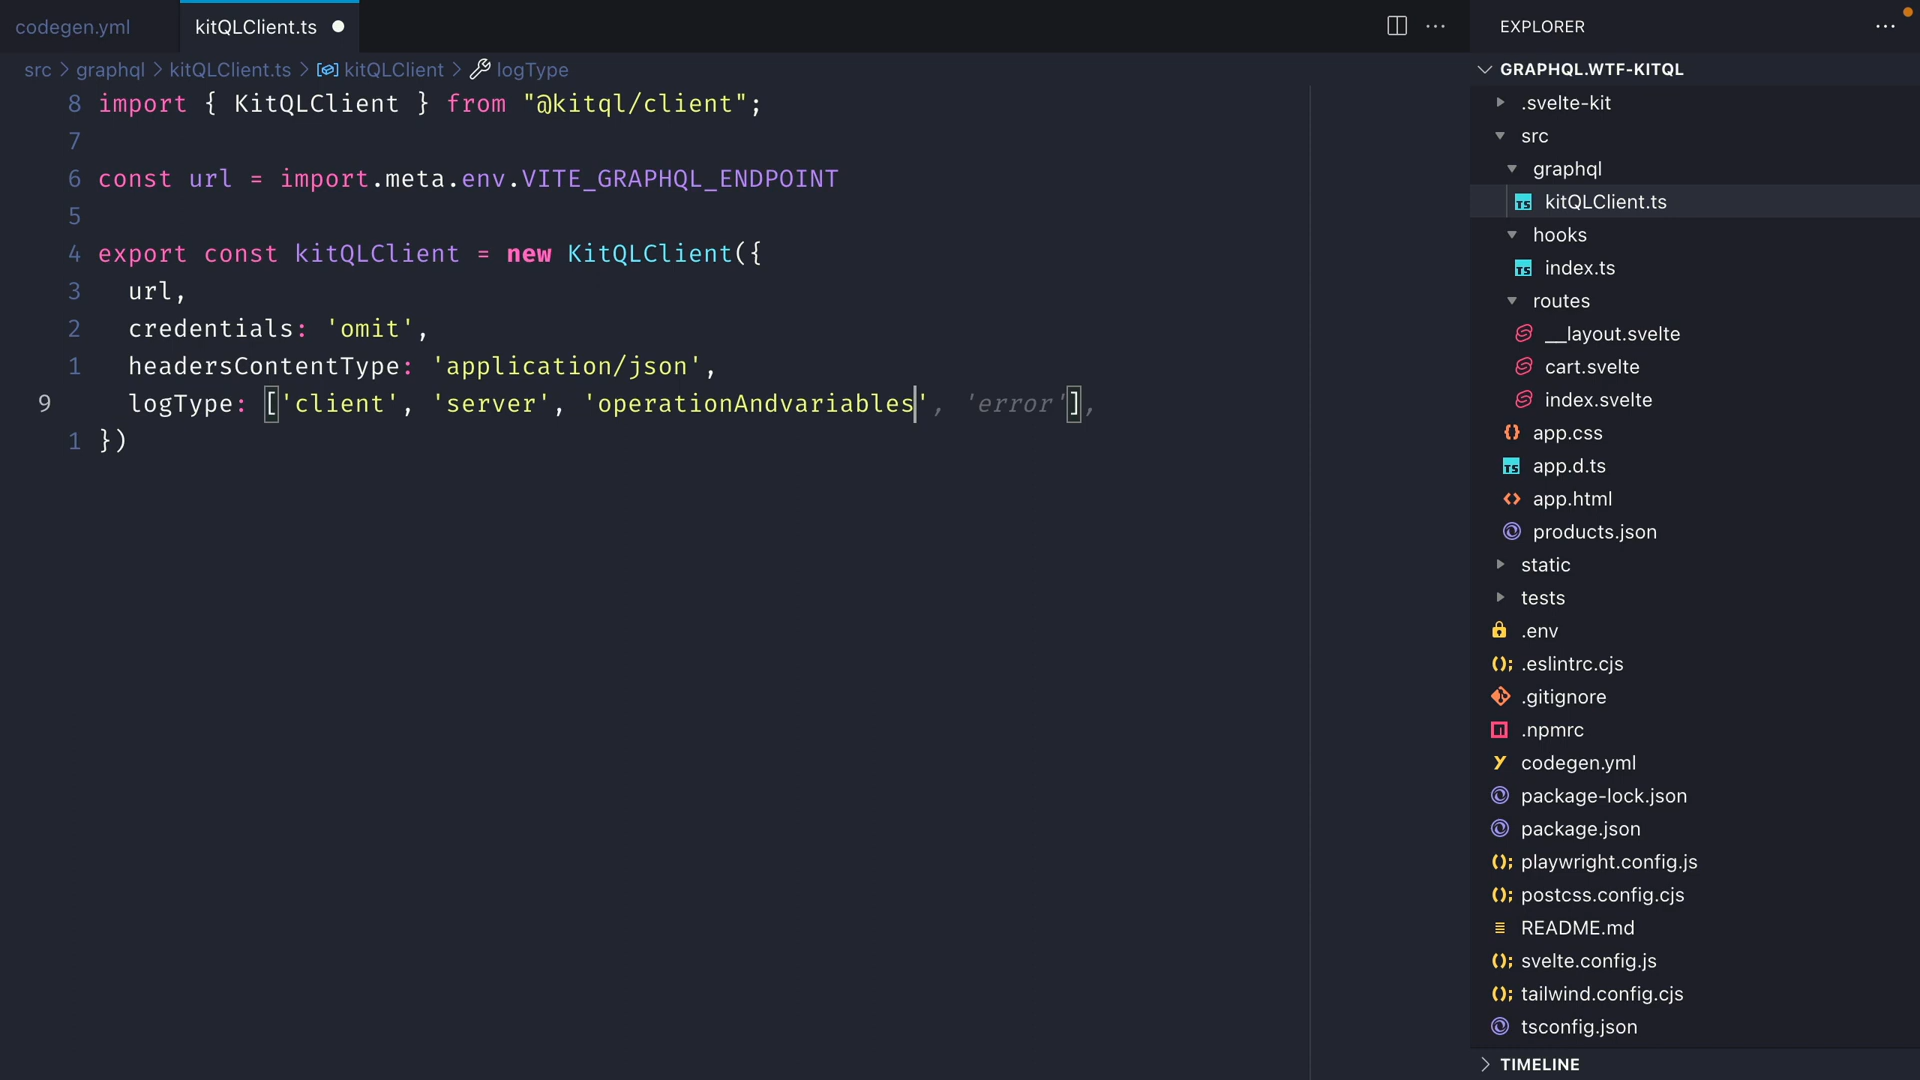 codegen.yml
kitQLClient.ts
src > graphql > kitQLClient.ts > kitQLClient > logType
8 import { KitQLClient } from "@kitql/client";
7
6 const url = import.meta.env.VITE_GRAPHQL_ENDPOINT
5
4 export const kitQLClient = new KitQLClient({
3 url,
2 credentials: 'omit',
1 headersContentType: 'application/json',
9 logType: ['client', 'server', 'operationAndvariables', 'error'],
1 })
EXPLORER
GRAPHQL.WTF-KITQL
.svelte-kit
src
graphql
kitQLClient.ts
hooks
index.ts
routes
__layout.svelte
cart.svelte
index.svelte
app.css
app.d.ts
app.html
products.json
static
tests
.env
.eslintrc.cjs
.gitignore
.npmrc
codegen.yml
package-lock.json
package.json
playwright.config.js
postcss.config.cjs
README.md
svelte.config.js
tailwind.config.cjs
tsconfig.json
TIMELINE